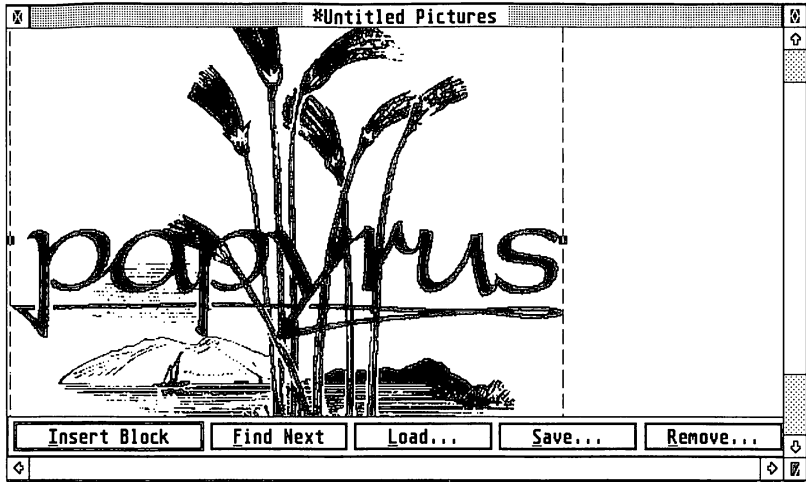 *Untitled Pictures
papyrus
Insert Block Find Next Load... Save... Remove...